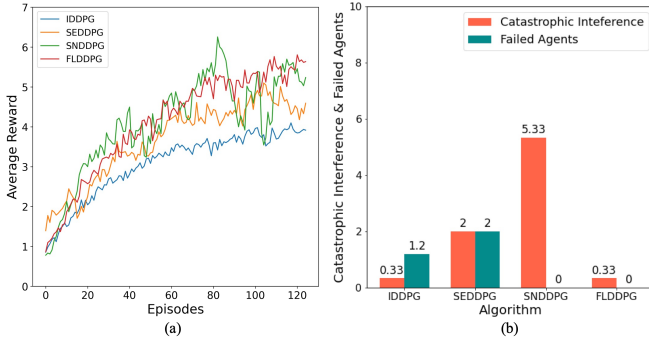 7
6
5
4
3
2
1
0
Average Reward
IDDPG
SEDDPG
SNDDPG
FLDDPG
0 20 40 60 80 100 120
Episodes
(a)
10
8
6
4
2
0
Catastrophic Interference & Failed Agents
Catastrophic Inteference
Failed Agents
0.33 1.2 2 2 5.33 0 0.33 0
IDDPG SEDDPG SNDDPG FLDDPG
Algorithm
(b)